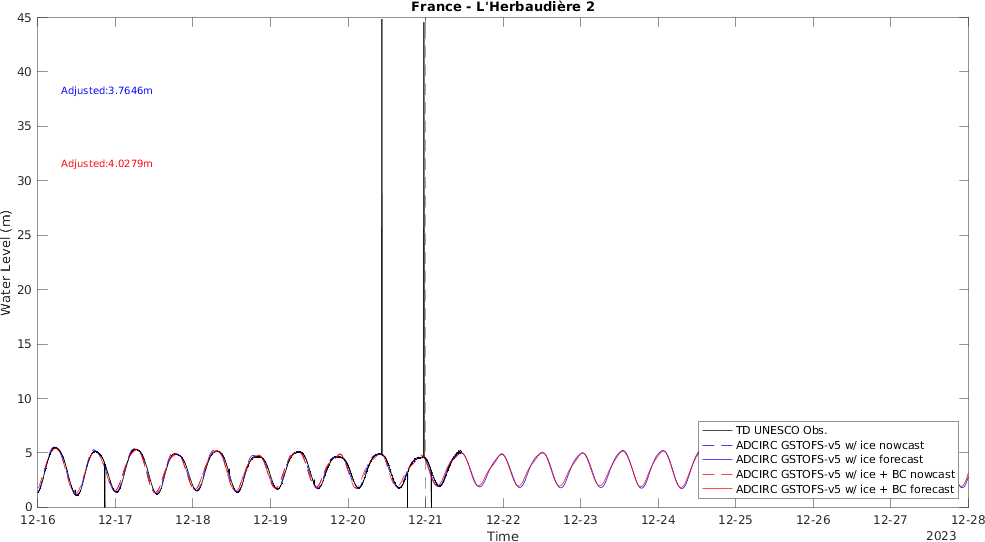 France - L'Herbaudière 2
45
40
35
30
25
20
15
10
5
0
Water Level (m)
Adjusted:3.7646m
Adjusted:4.0279m
TD UNESCO Obs.
ADCIRC GSTOFS-v5 w/ ice nowcast
ADCIRC GSTOFS-v5 w/ ice forecast
ADCIRC GSTOFS-v5 w/ ice + BC nowcast
ADCIRC GSTOFS-v5 w/ ice + BC forecast
12-16 12-17 12-18 12-19 12-20 12-21 12-22 12-23 12-24 12-25 12-26 12-27 12-28
Time
2023